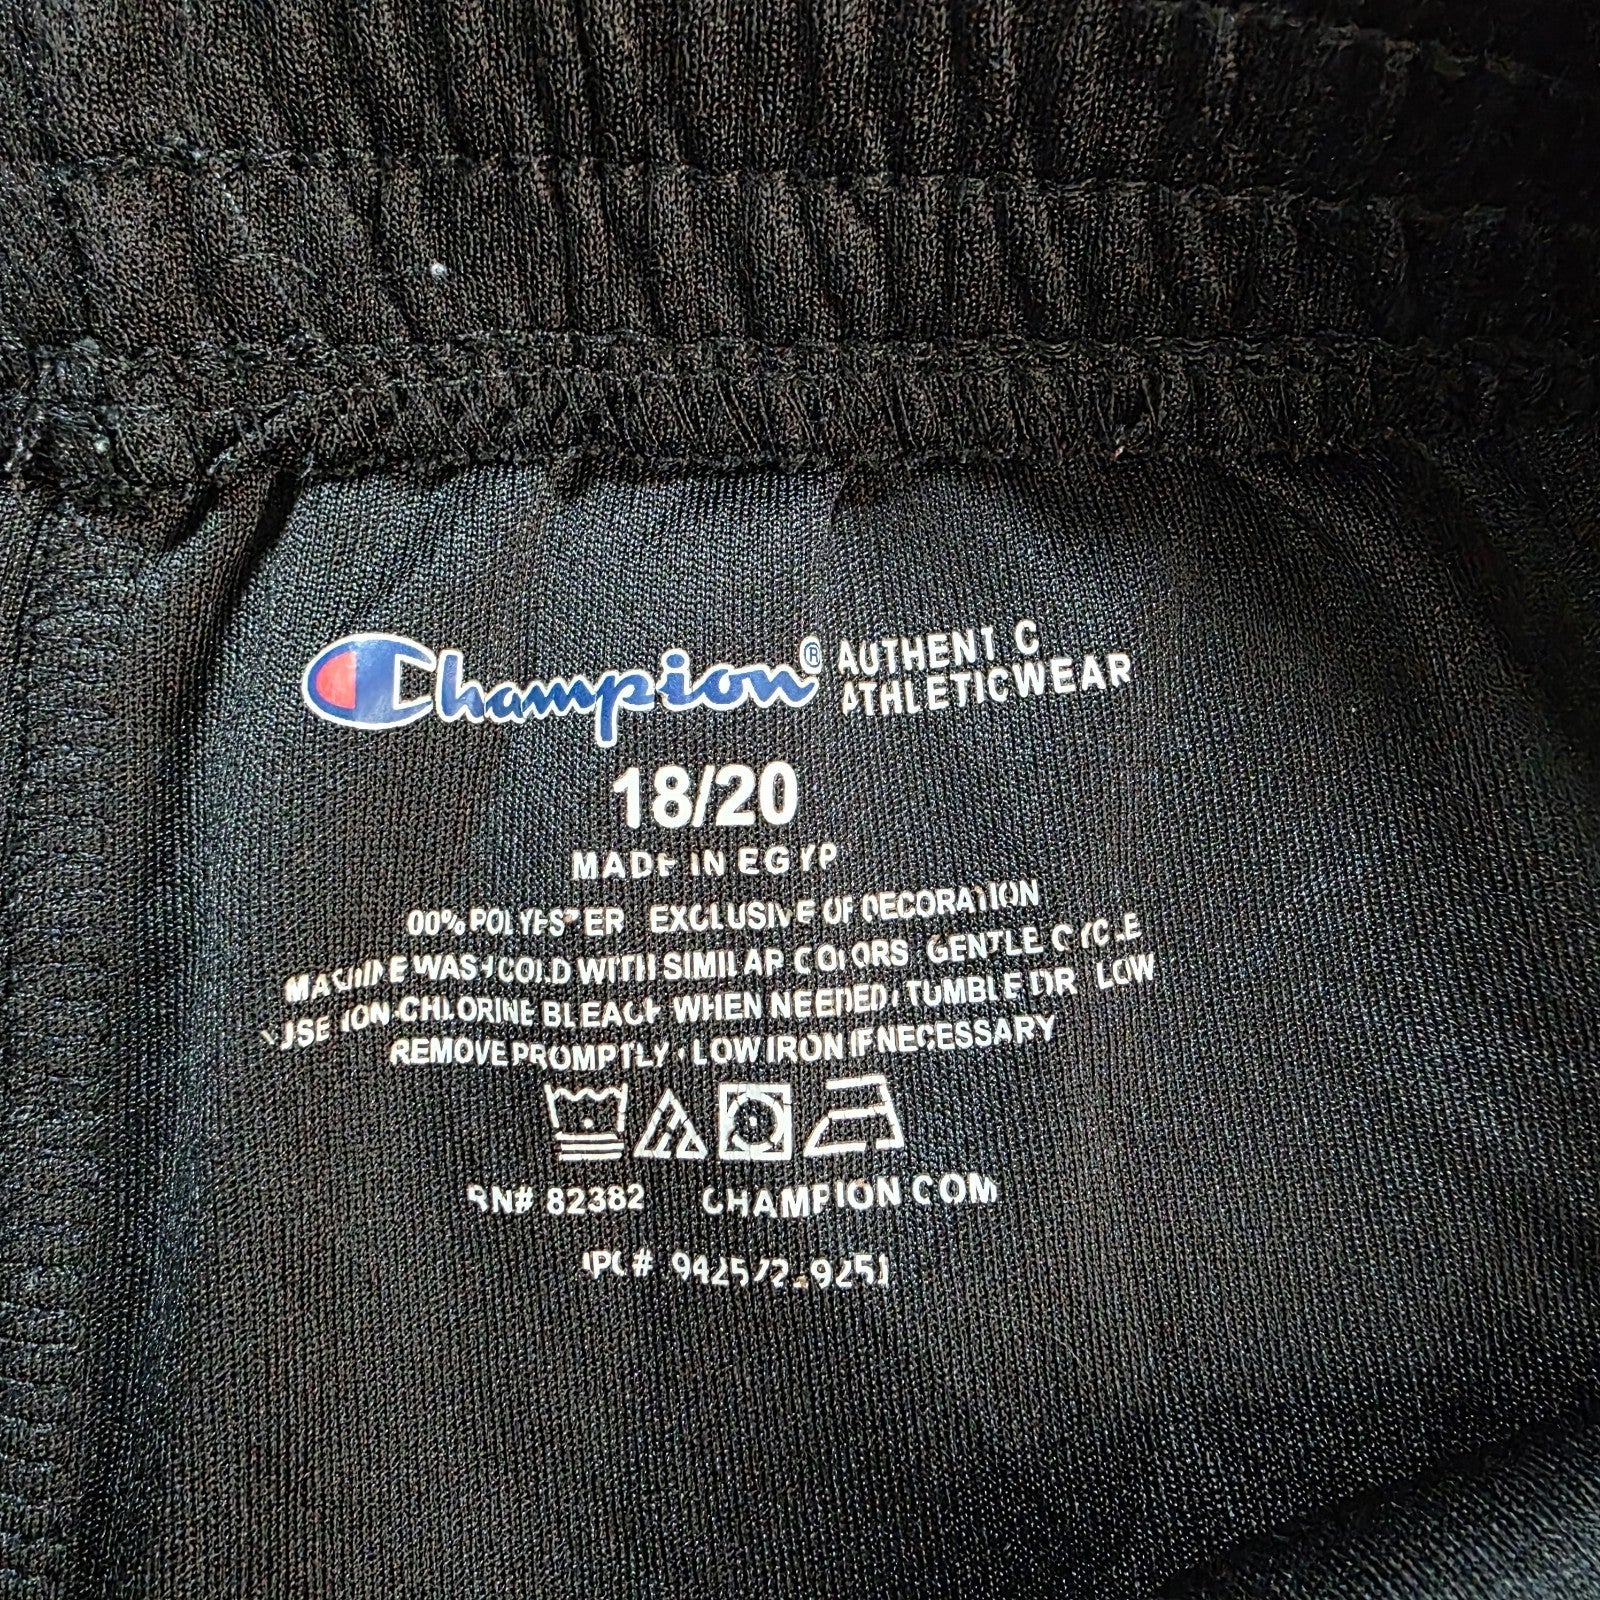 Champion® AUTHENTIC
ATHLETICWEAR
18/20
MADE IN EGYP
00% POLYESTER EXCLUSIVE OF DECORATION
MACHINE WASH COLD WITH SIMILAR COLORS GENTLE CYCLE
USE NON-CHLORINE BLEACH WHEN NEEDED TUMBLE DR LOW
REMOVE PROMPTLY • LOW IRON IF NECESSARY
RN# 82382 CHAMPION COM
#